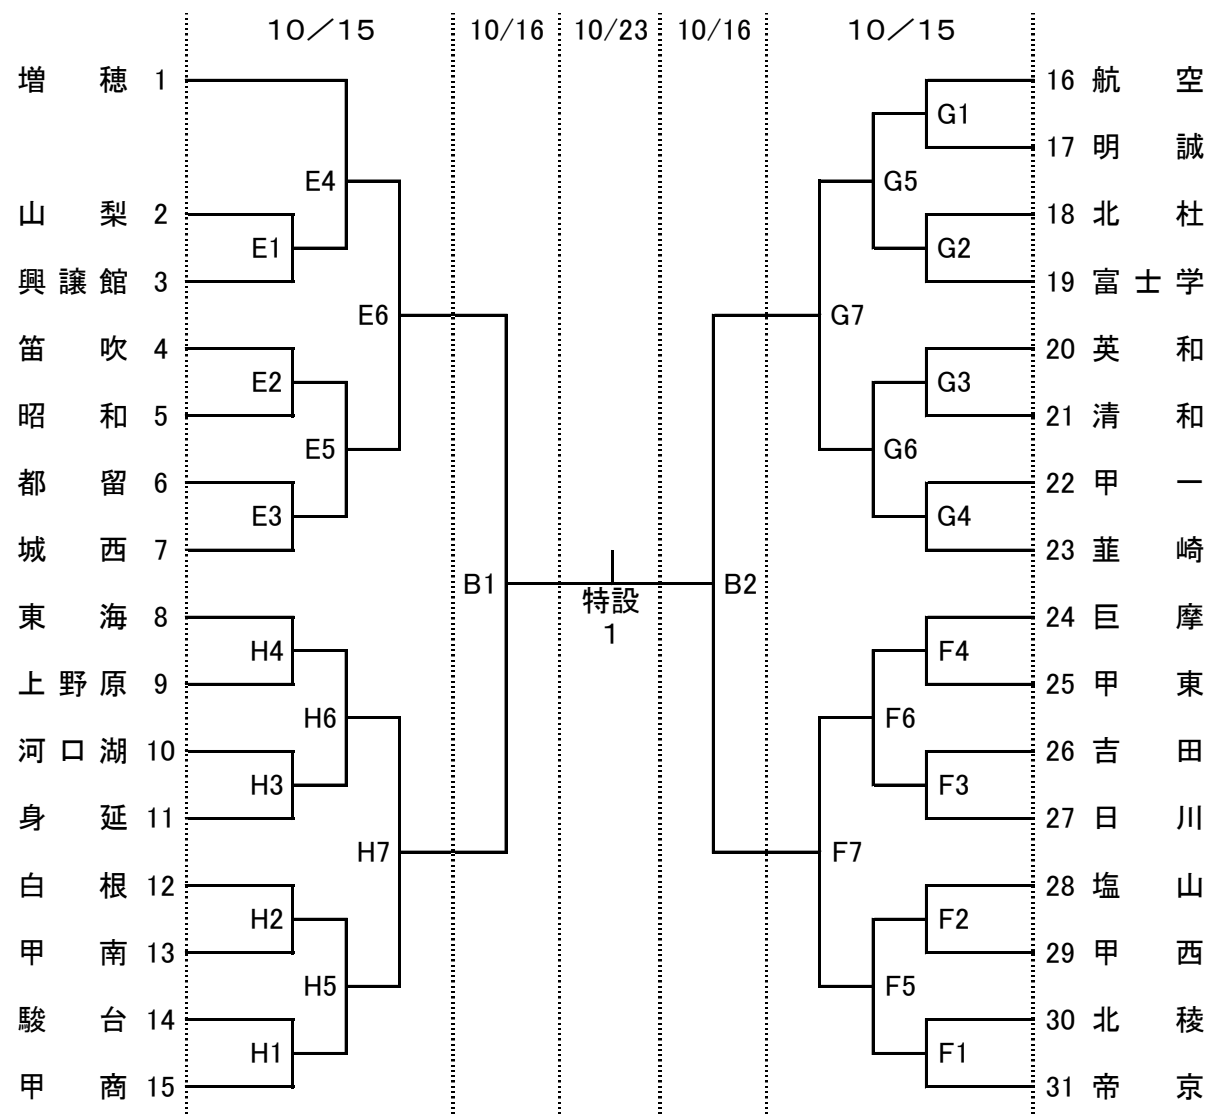 10／15 10/16 10/23 10/16 10／15
増穂 1 16 航空
G1
17 明誠
E4 G5
山梨 2 18 北杜
E1 G2
興譲館 3 19 富士学
E6 G7
笛吹 4 20 英和
E2 G3
昭和 5 21 清和
E5 G6
都留 6 22 甲一
E3 G4
城西 7 23 韮崎
B1 B2
特設
東海 8 24 巨摩
1
H4 F4
上野原 9 25 甲東
H6 F6
河口湖 10 26 吉田
H3 F3
身延 11 27 日川
H7 F7
白根 12 28 塩山
H2 F2
甲南 13 29 甲西
H5 F5
駿台 14 30 北稜
H1 F1
甲商 15 31 帝京